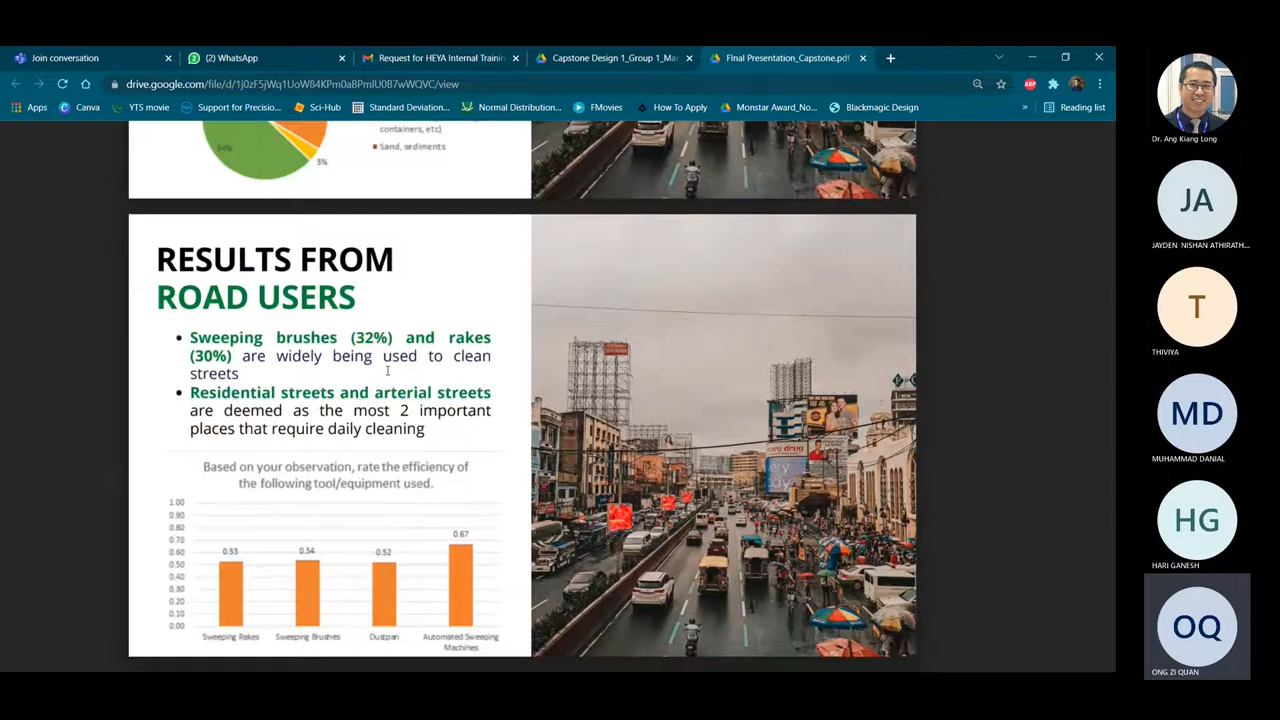 Join conversation
(2) WhatsApp
Request for HEYA Internal Trainin
Capstone Design 1_Group 1_Mac
Final Presentation_Capstone.pdf
drive.google.com/file/d/1j0zF5jWq1UoW84KPm0aBPmIU0B7wWQVC/view
Apps
Canva
YTS movie
Support for Precisio...
Sci-Hub
Standard Deviation...
Normal Distribution...
FMovies
How To Apply
Monstar Award_No...
Blackmagic Design
»
Reading list
ABP
containers, etc)
Sand, sediments
54%
3%
RESULTS FROM
ROAD USERS
• Sweeping brushes (32%) and rakes
(30%) are widely being used to clean
streets
• Residential streets and arterial streets
are deemed as the most 2 important
places that require daily cleaning
Based on your observation, rate the efficiency of
the following tool/equipment used.
1.00
0.90
0.80
0.70
0.60
0.50
0.40
0.30
0.20
0.10
0.00
0.53
0.54
0.52
0.67
Sweeping Rakes
Sweeping Brushes
Dustpan
Automated Sweeping
Machines
Dr. Ang Kiang Long
JA
JAYDEN NISHAN ATHIRATH...
T
THIVIYA
MD
MUHAMMAD DANIAL
HG
HARI GANESH
OQ
ONG ZI QUAN